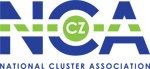 NCA
CZ
NATIONAL CLUSTER ASSOCIATION